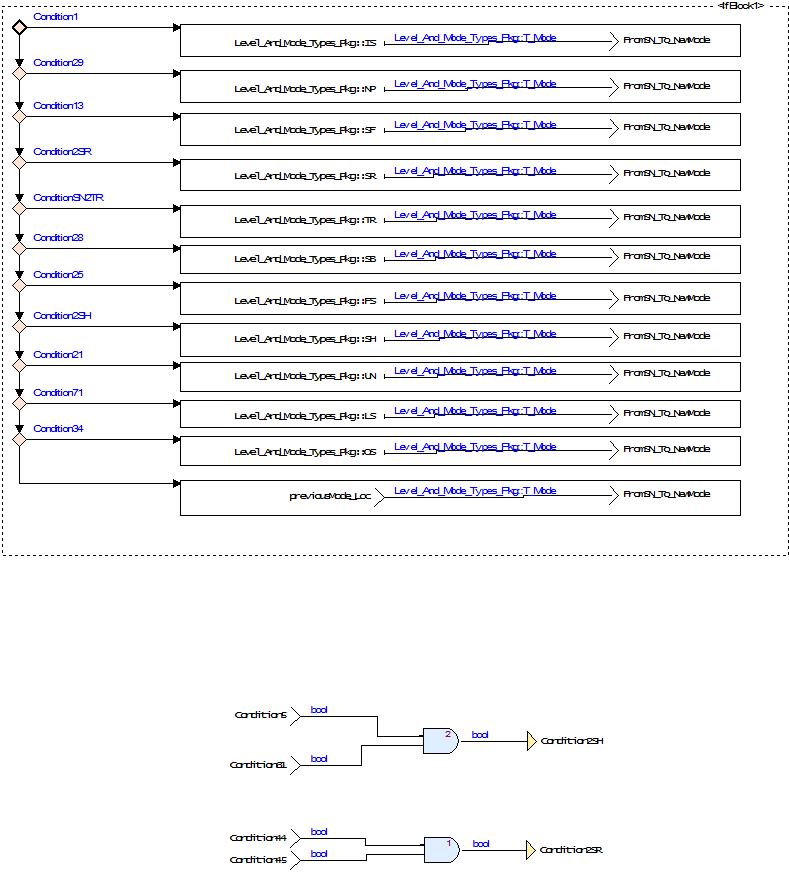 <IfBlock1>
Condition1
Level_And_Mode_Types_Pkg::IS Level_And_Mode_Types_Pkg::T_Mode FromSN_To_NewMode
Condition29
Level_And_Mode_Types_Pkg::NP Level_And_Mode_Types_Pkg::T_Mode FromSN_To_NewMode
Condition13
Level_And_Mode_Types_Pkg::SF Level_And_Mode_Types_Pkg::T_Mode FromSN_To_NewMode
Condition2SR
Level_And_Mode_Types_Pkg::SR Level_And_Mode_Types_Pkg::T_Mode FromSN_To_NewMode
ConditionSN2TR
Level_And_Mode_Types_Pkg::TR Level_And_Mode_Types_Pkg::T_Mode FromSN_To_NewMode
Condition28
Level_And_Mode_Types_Pkg::SB Level_And_Mode_Types_Pkg::T_Mode FromSN_To_NewMode
Condition25
Level_And_Mode_Types_Pkg::FS Level_And_Mode_Types_Pkg::T_Mode FromSN_To_NewMode
Condition2SH
Level_And_Mode_Types_Pkg::SH Level_And_Mode_Types_Pkg::T_Mode FromSN_To_NewMode
Condition21
Level_And_Mode_Types_Pkg::UN Level_And_Mode_Types_Pkg::T_Mode FromSN_To_NewMode
Condition71
Level_And_Mode_Types_Pkg::LS Level_And_Mode_Types_Pkg::T_Mode FromSN_To_NewMode
Condition34
Level_And_Mode_Types_Pkg::OS Level_And_Mode_Types_Pkg::T_Mode FromSN_To_NewMode
previousMode_Loc Level_And_Mode_Types_Pkg::T_Mode FromSN_To_NewMode
Condition5 bool
2 bool Condition2SH
Condition61 bool
Condition44 bool
1 bool Condition2SR
Condition45 bool